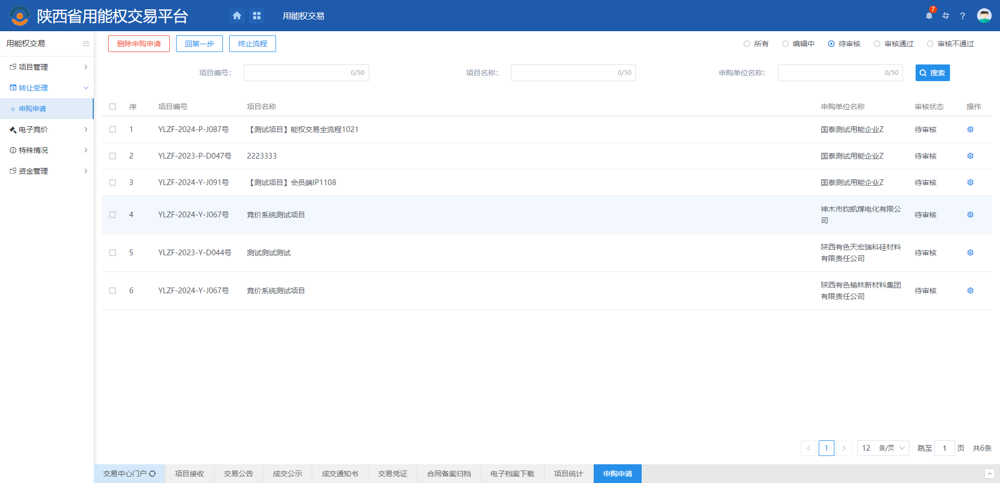 陕西省用能权交易平台
用能权交易
7
?
用能权交易
项目管理
转让受理
申购申请
电子竞价
特殊情况
资金管理
删除申购申请 回第一步 终止流程
所有 编辑中 待审核 审核通过 审核不通过
项目编号： 0/50 项目名称： 0/50 申购单位名称： 0/50 搜索
序 项目编号 项目名称 申购单位名称 审核状态 操作
1 YLZF-2024-P-J087号 【测试项目】能权交易全流程1021 国泰测试用能企业Z 待审核
2 YLZF-2023-P-D047号 2223333 国泰测试用能企业Z 待审核
3 YLZF-2024-Y-J091号 【测试项目】会员端IP1108 国泰测试用能企业Z 待审核
4 YLZF-2024-Y-J067号 竞价系统测试项目 神木市钧凯煤电化有限公
司 待审核
5 YLZF-2023-Y-D044号 测试测试测试 陕西有色天宏瑞科硅材料
有限责任公司 待审核
6 YLZF-2024-Y-J067号 竞价系统测试项目 陕西有色榆林新材料集团
有限责任公司 待审核
1 12 条/页 跳至 1 页 共6条
交易中心门户 项目接收 交易公告 成交公示 成交通知书 交易凭证 合同备案归档 电子档案下载 项目统计 申购申请